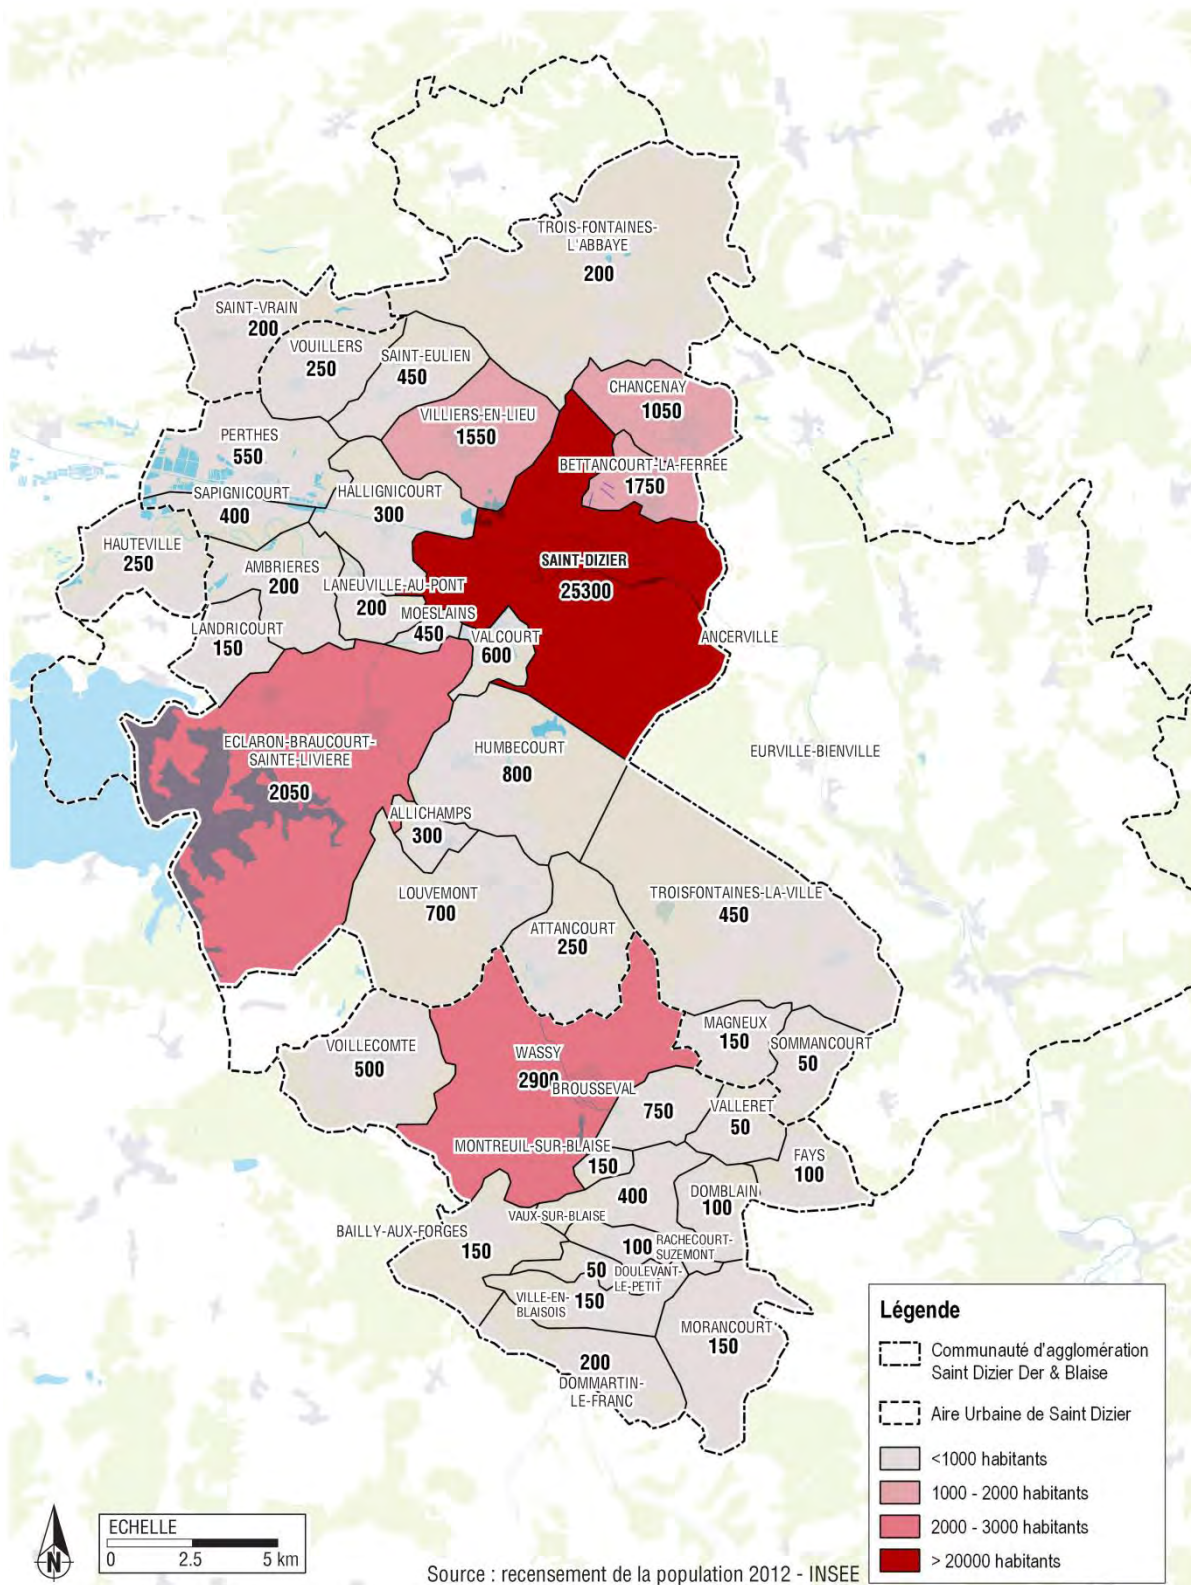 TROIS-FONTAINES-
L'ABBAYE
200
SAINT-VRAIN
200
VOUILLERS
250
SAINT-EULIEN
450
CHANCENAY
1050
VILLIERS-EN-LIEU
1550
PERTHES
550
BETTANCOURT-LA-FERREE
1750
SAPIGNICOURT
400
HALLIGNICOURT
300
HAUTEVILLE
250
AMBRIERES
200
SAINT-DIZIER
25300
LANEUVILLE-AU-PONT
200
MOESLAINS
450
LANDRICOURT
150
VALCOURT
600
ANCERVILLE
ECLARON-BRAUCOURT-
SAINTE-LIVIERE
2050
HUMBECOURT
800
EURVILLE-BIENVILLE
ALLICHAMPS
300
LOUVEMONT
700
TROISFONTAINES-LA-VILLE
450
ATTANCOURT
250
MAGNEUX
150
SOMMANCOURT
50
VOILLECOMTE
500
WASSY
2900
BROUSSEVAL
750
VALLERET
50
MONTREUIL-SUR-BLAISE
150
FAYS
100
400
DOMBLAIN
100
VAUX-SUR-BLAISE
BAILLY-AUX-FORGES
150
100
RACHECOURT-
SUZEMONT
50
DOULEVANT-
LE-PETIT
VILLE-EN-
BLAISOIS
150
MORANCOURT
150
200
DOMMARTIN-
LE-FRANC
Légende
Communauté d'agglomération
Saint Dizier Der & Blaise
Aire Urbaine de Saint Dizier
<1000 habitants
1000 - 2000 habitants
2000 - 3000 habitants
> 20000 habitants
N
ECHELLE
0 2.5 5 km
Source : recensement de la population 2012 - INSEE